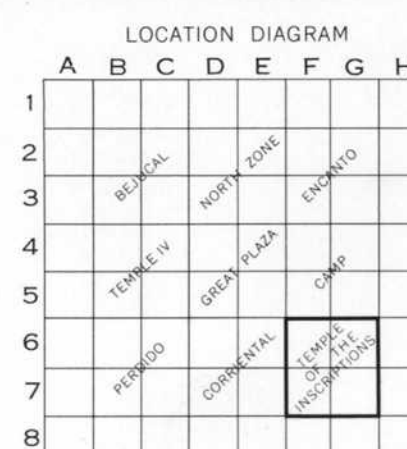 LOCATION DIAGRAM
A B C D E F G H
1
2
BEJUCAL
NORTH ZONE
ENCANTO
3
4
TEMPLE IV
GREAT PLAZA
CAMP
5
6
PERDIDO
CORRIENTAL
TEMPLE
OF THE
INSCRIPTIONS
7
8